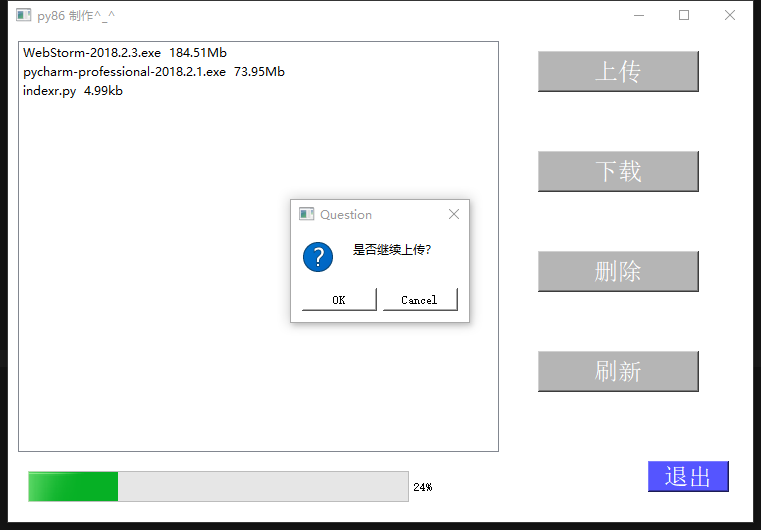 py86 制作^_^
WebStorm-2018.2.3.exe 184.51Mb
pycharm-professional-2018.2.1.exe 73.95Mb
indexr.py 4.99kb
上传
下载
Question
是否继续上传?
OK Cancel
删除
刷新
24%
退出